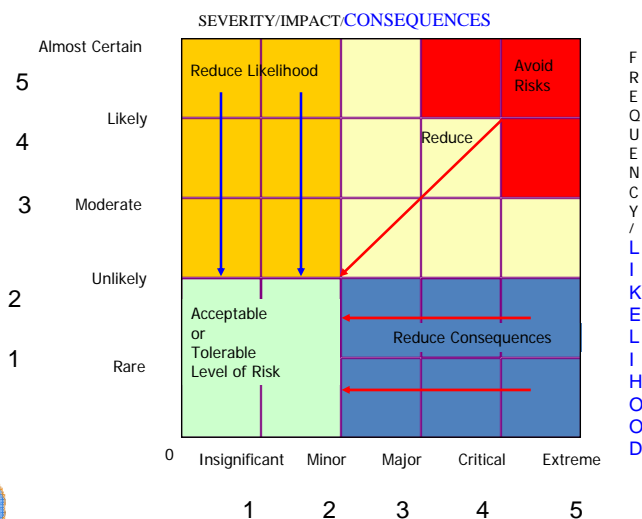 SEVERITY/IMPACT/CONSEQUENCES
Almost Certain
5
Reduce Likelihood
Avoid
Risks
Likely
4
Reduce
3
Moderate
Unlikely
2
Acceptable
or
Tolerable
Level of Risk
Reduce Consequences
1
Rare
0
Insignificant
Minor
Major
Critical
Extreme
1
2
3
4
5
F
R
E
Q
U
E
N
C
Y
/
L
I
K
E
L
I
H
O
O
D